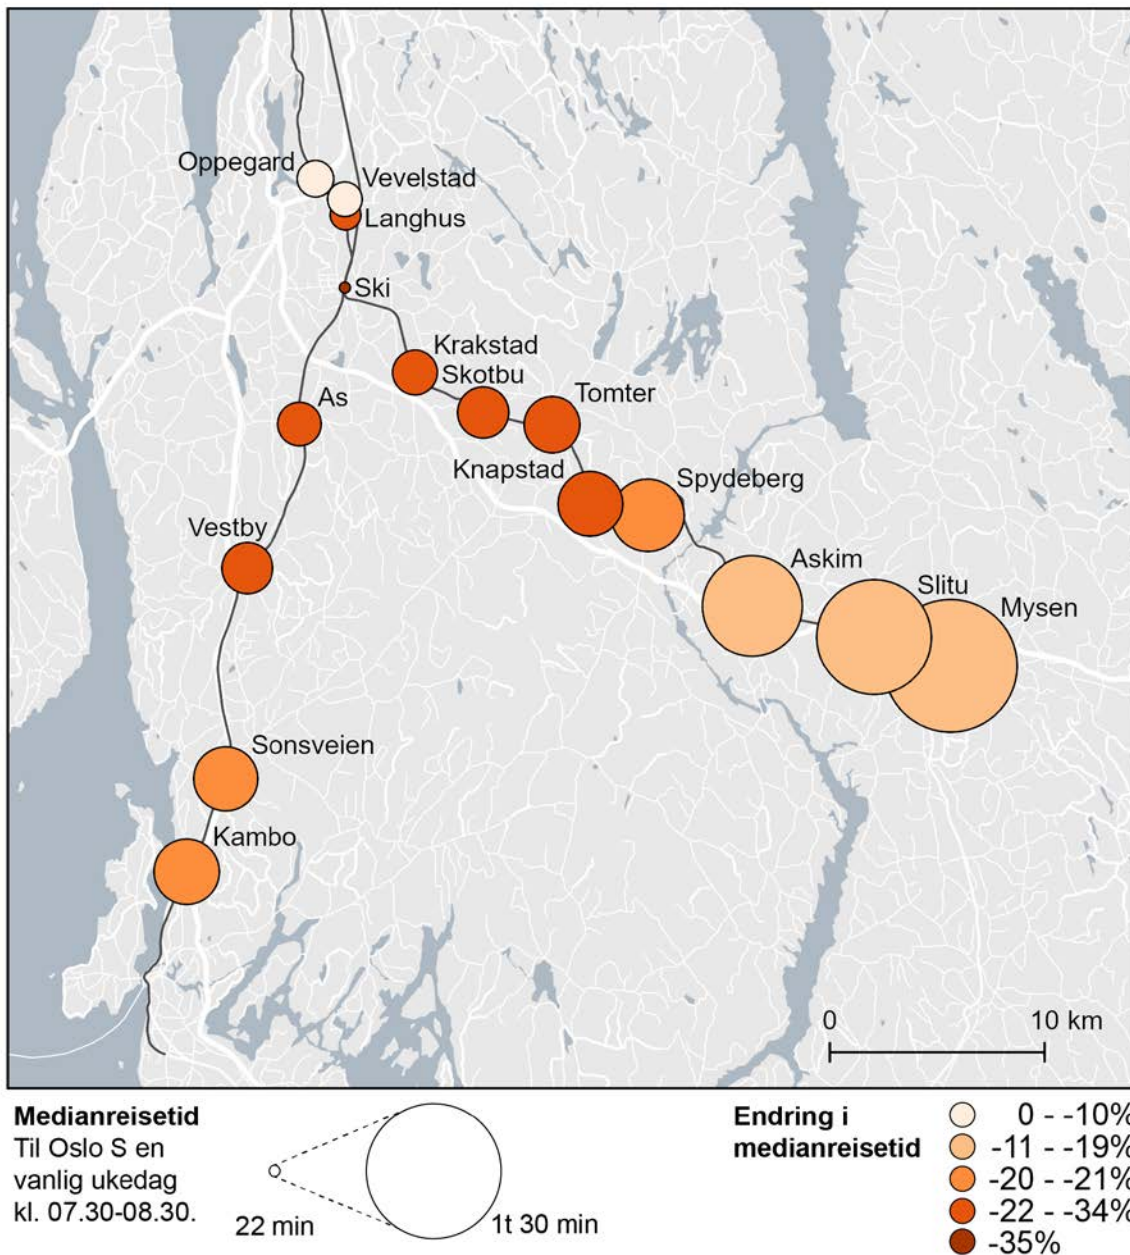 Oppegard
Vevelstad
Langhus
Ski
Krakstad
Skotbu
As
Tomter
Knapstad
Spydeberg
Vestby
Askim
Slitu
Mysen
Sonsveien
Kambo
0 10 km
Medianreisetid
Til Oslo S en
vanlig ukedag
kl. 07.30-08.30.
22 min
1t 30 min
Endring i
medianreisetid
0 - -10%
-11 - -19%
-20 - -21%
-22 - -34%
-35%